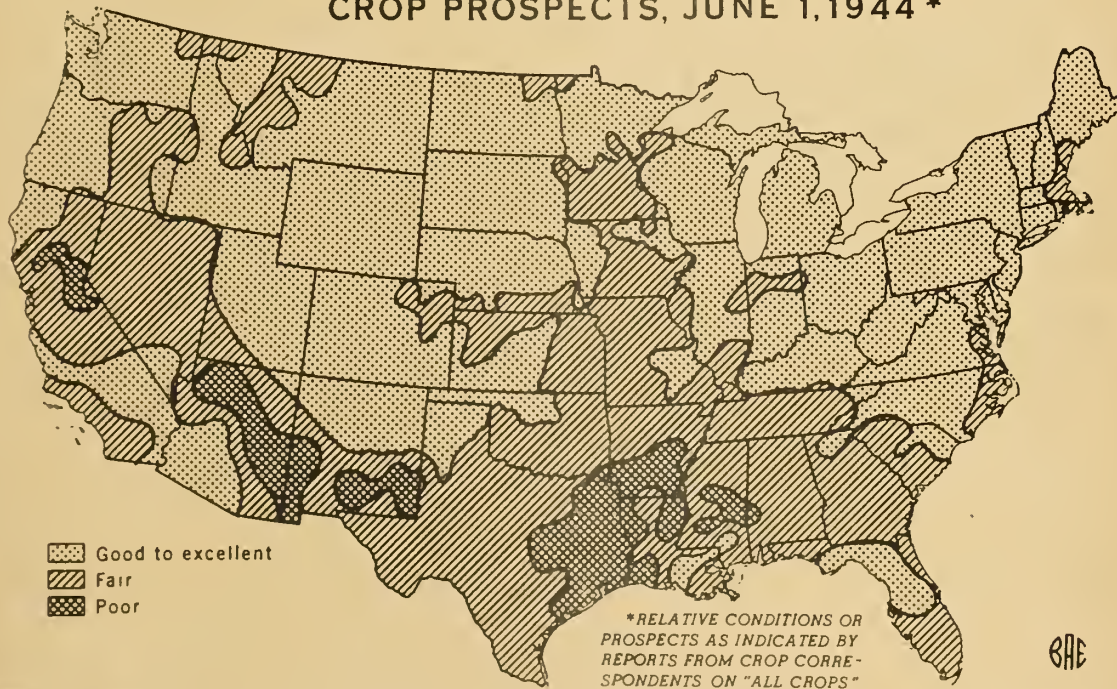 CROP PROSPECTS, JUNE 1, 1944 *
Good to excellent
Fair
Poor
*RELATIVE CONDITIONS OR
PROSPECTS AS INDICATED BY
REPORTS FROM CROP CORRE-
SPONDENTS ON "ALL CROPS"
BAE